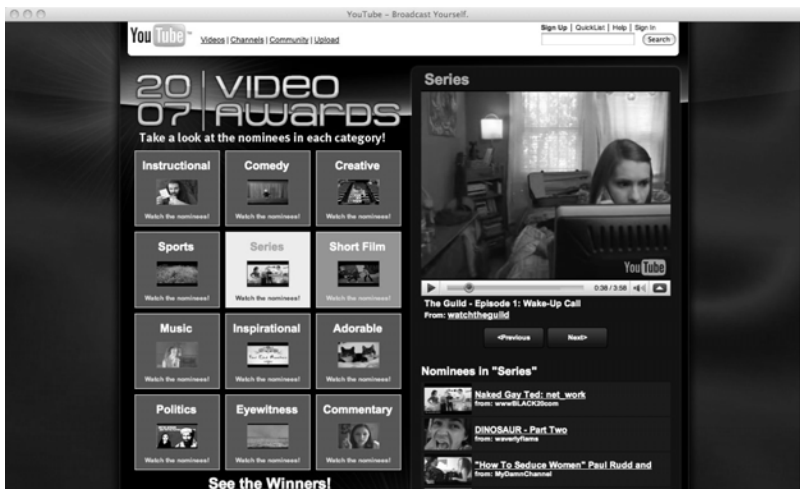 YouTube - Broadcast Yourself.
YouTube™
Videos | Channels | Community | Upload
Sign Up | QuickList | Help | Sign In
Search
20 07 VIDEO AWARDS
Take a look at the nominees in each category!
Instructional
Watch the nominees!
Comedy
Watch the nominees!
Creative
Watch the nominees!
Sports
Watch the nominees!
Series
Watch the nominees!
Short Film
Watch the nominees!
Music
Watch the nominees!
Inspirational
Watch the nominees!
Adorable
Watch the nominees!
Politics
Watch the nominees!
Eyewitness
Watch the nominees!
Commentary
Watch the nominees!
See the Winners!
Series
YouTube
0:36 / 3:56
The Guild - Episode 1: Wake-Up Call
From: watchtheguild
<Previous
Next>
Nominees in "Series"
Naked Gay Ted: net_work
from: wwwBLACK20com
DINOSAUR - Part Two
from: waverlyflams
"How To Seduce Women" Paul Rudd and
from: MyDamnChannel